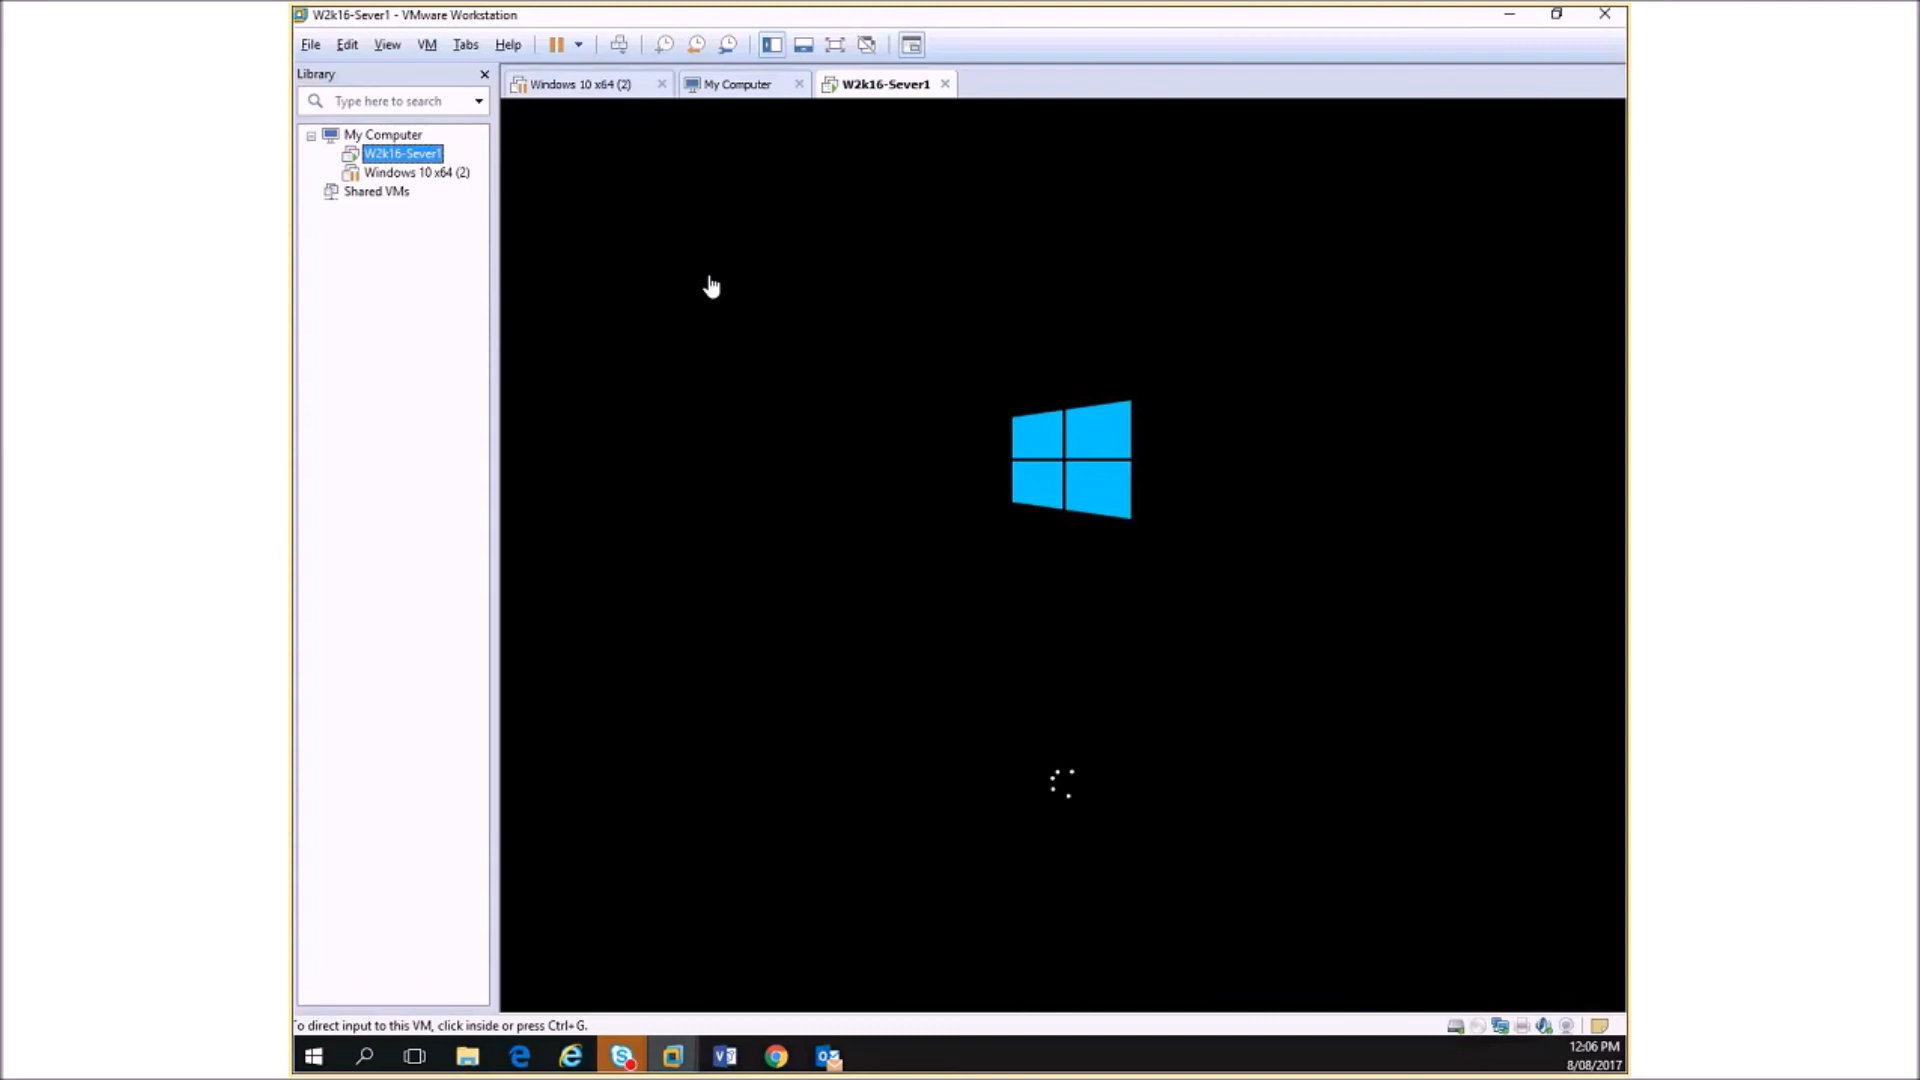 W2k16-Sever1 - VMware Workstation
File Edit View VM Tabs Help
Library
Type here to search
Windows 10 x64 (2)
My Computer
W2k16-Sever1
My Computer
W2k16-Sever1
Windows 10 x64 (2)
Shared VMs
To direct input to this VM, click inside or press Ctrl+G.
12:06 PM
8/08/2017